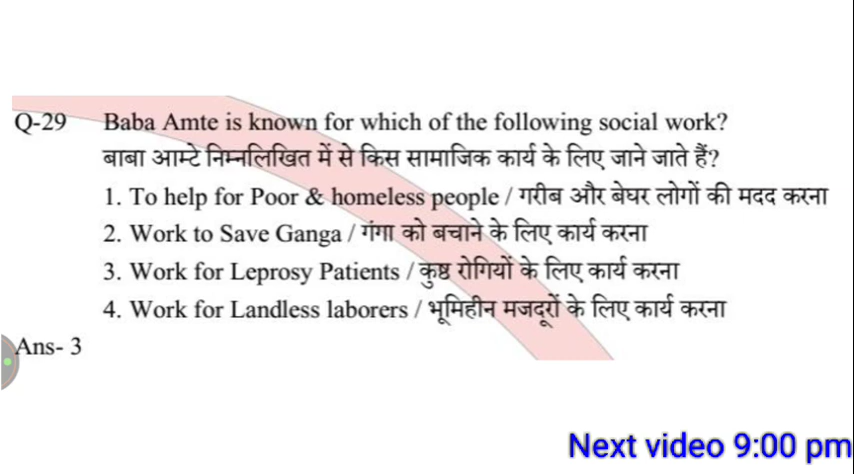 Q-29 Baba Amte is known for which of the following social work?
बाबा आम्टे निम्नलिखित में से किस सामाजिक कार्य के लिए जाने जाते हैं?
1. To help for Poor & homeless people / गरीब और बेघर लोगों की मदद करना
2. Work to Save Ganga / गंगा को बचाने के लिए कार्य करना
3. Work for Leprosy Patients / कुष्ठ रोगियों के लिए कार्य करना
4. Work for Landless laborers / भूमिहीन मजदूरों के लिए कार्य करना
Ans- 3
Next video 9:00 pm